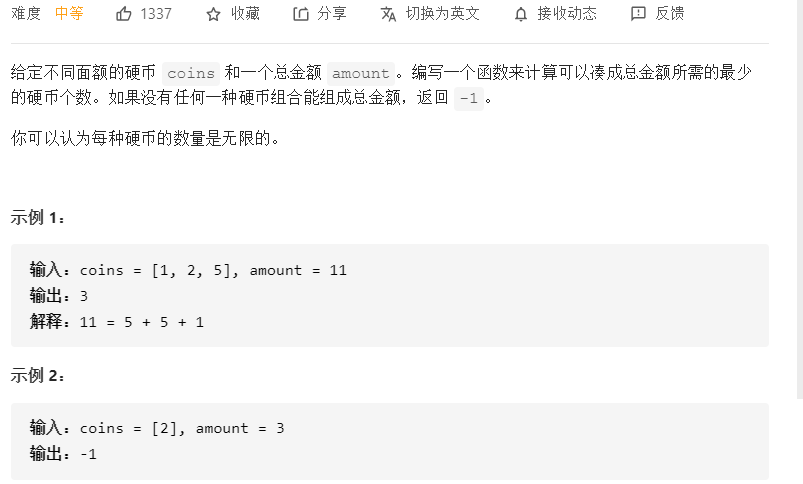 难度 中等 1337 收藏 分享 切换为英文 接收动态 反馈
给定不同面额的硬币 coins 和一个总金额 amount。编写一个函数来计算可以凑成总金额所需的最少
的硬币个数。如果没有任何一种硬币组合能组成总金额，返回 -1。
你可以认为每种硬币的数量是无限的。
示例 1：
输入：coins = [1, 2, 5], amount = 11
输出：3
解释：11 = 5 + 5 + 1
示例 2：
输入：coins = [2], amount = 3
输出：-1